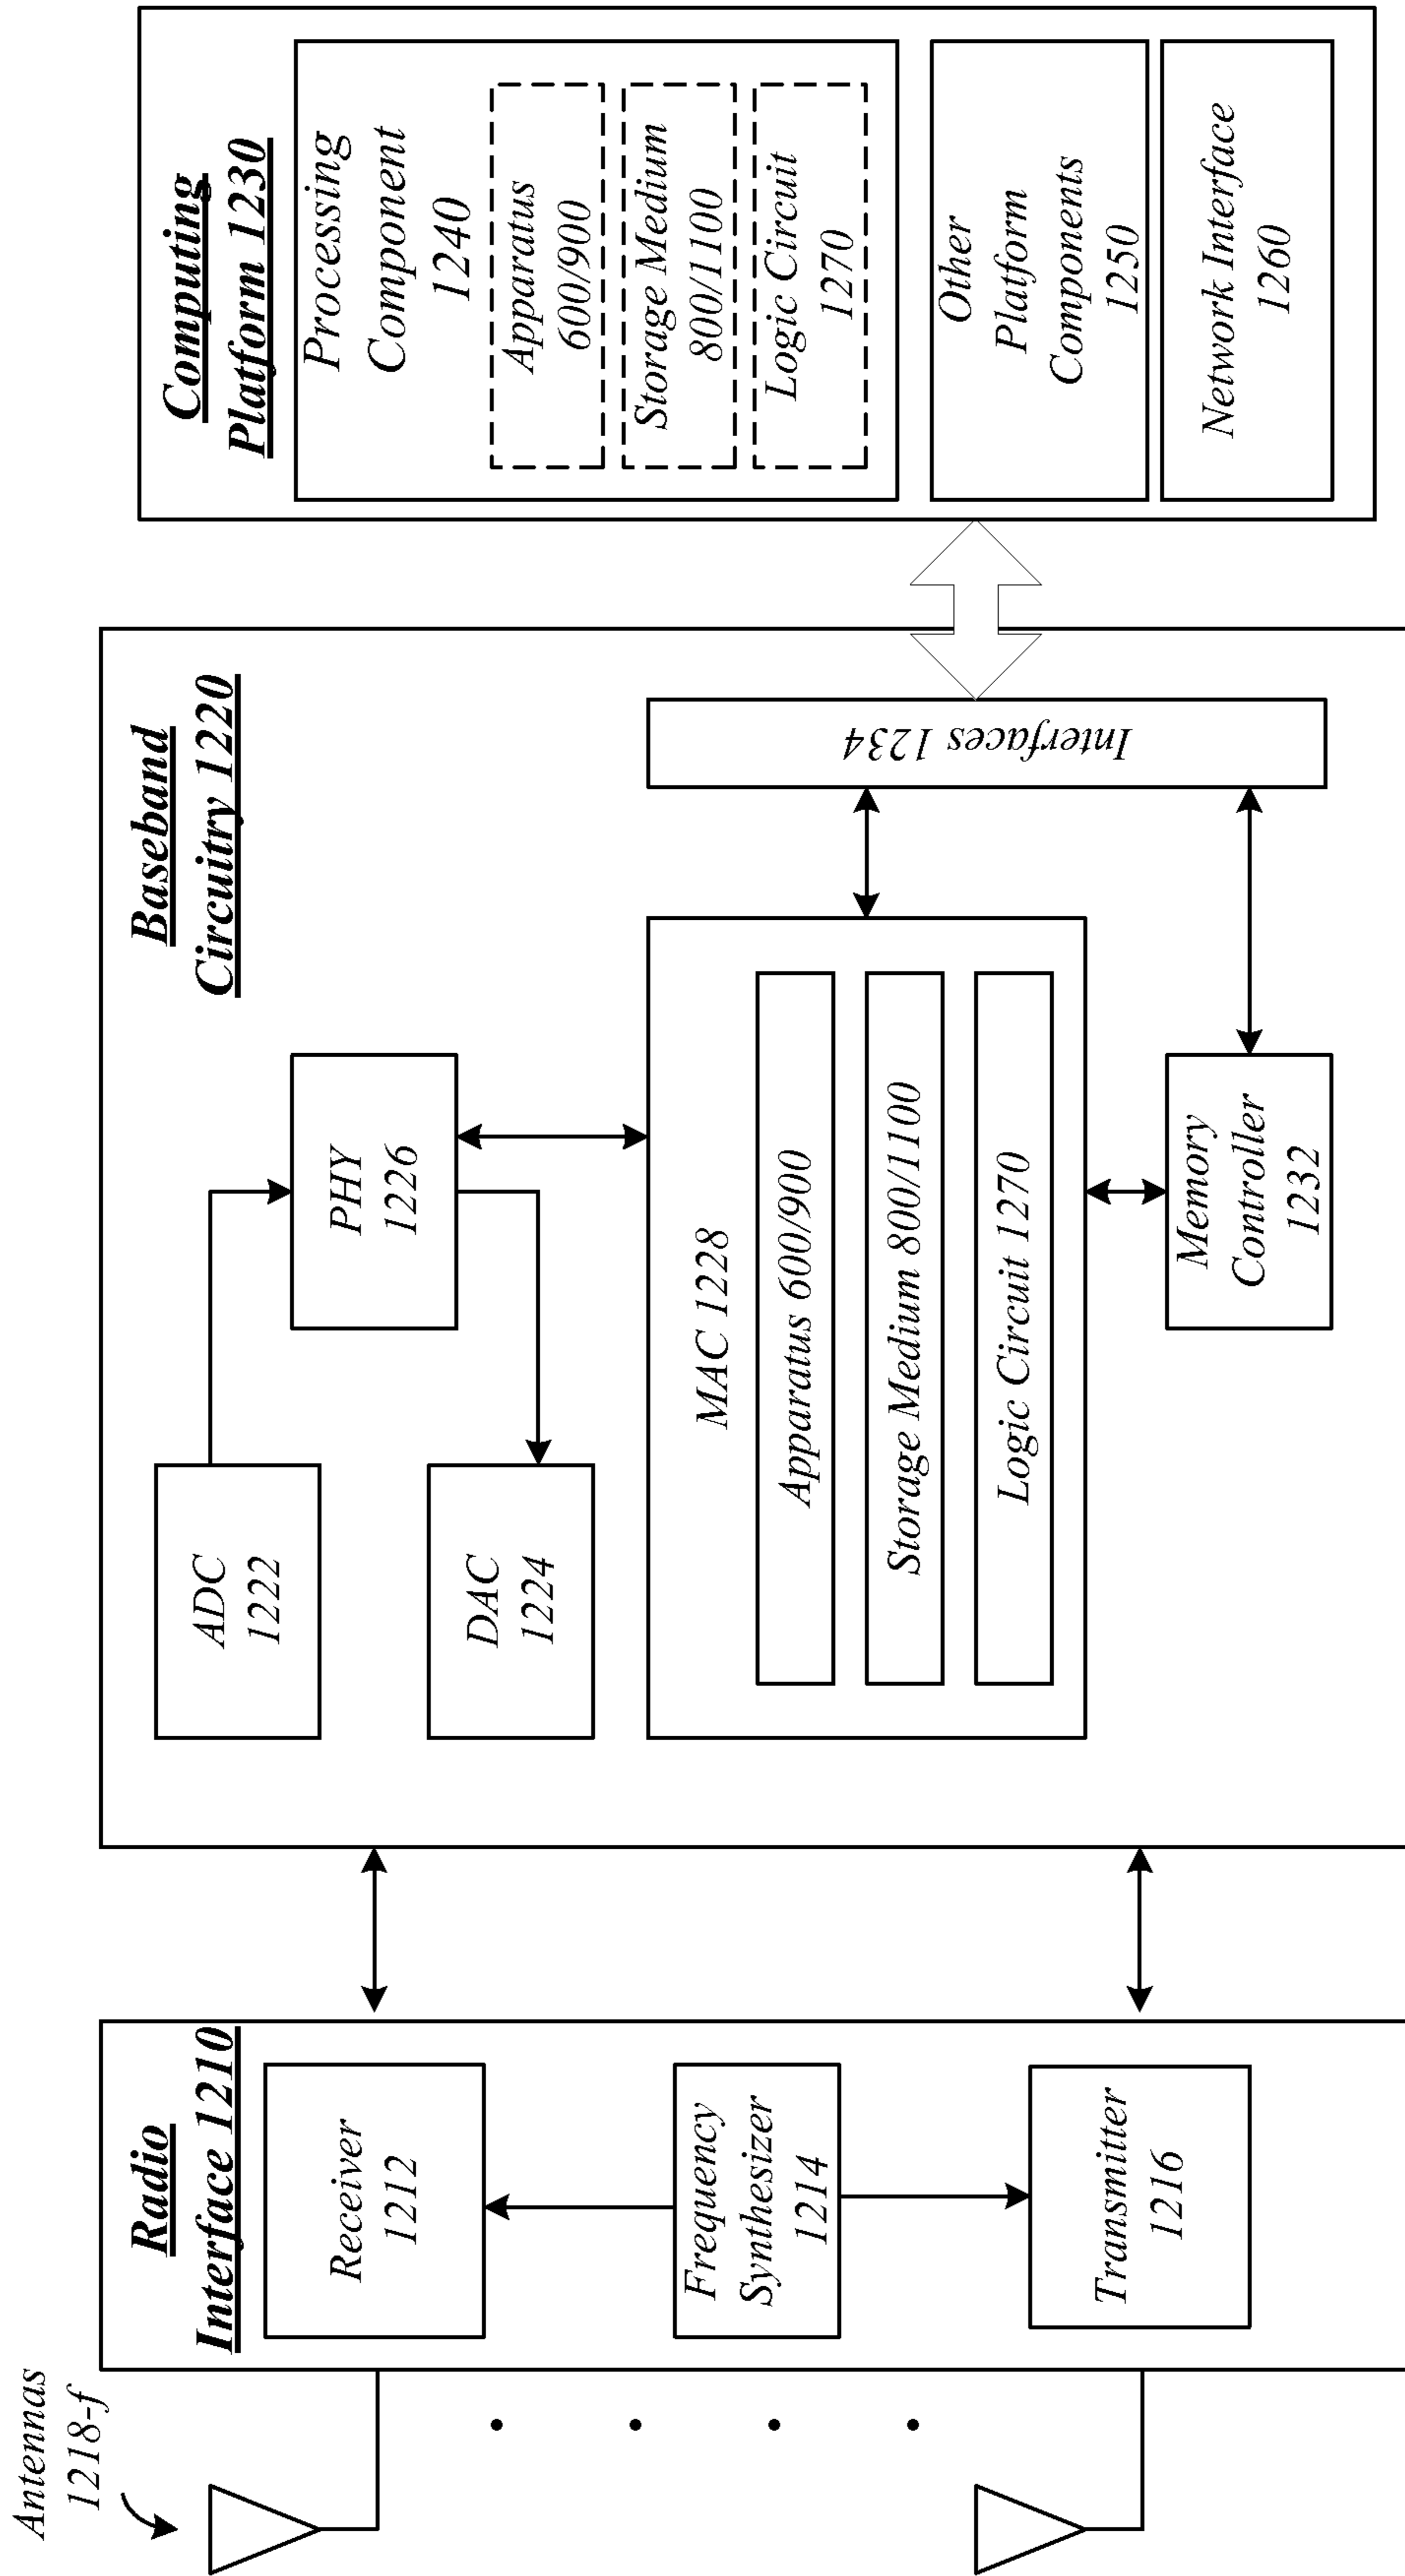 Antennas
1218-f
Radio
Interface 1210
Receiver
1212
Frequency
Synthesizer
1214
Transmitter
1216
Baseband
Circuitry 1220
ADC
1222
DAC
1224
PHY
1226
MAC 1228
Apparatus 600/900
Storage Medium 800/1100
Logic Circuit 1270
Memory
Controller
1232
Interfaces 1234
Computing
Platform 1230
Processing
Component
1240
Apparatus
600/900
Storage Medium
800/1100
Logic Circuit
1270
Other
Platform
Components
1250
Network Interface
1260